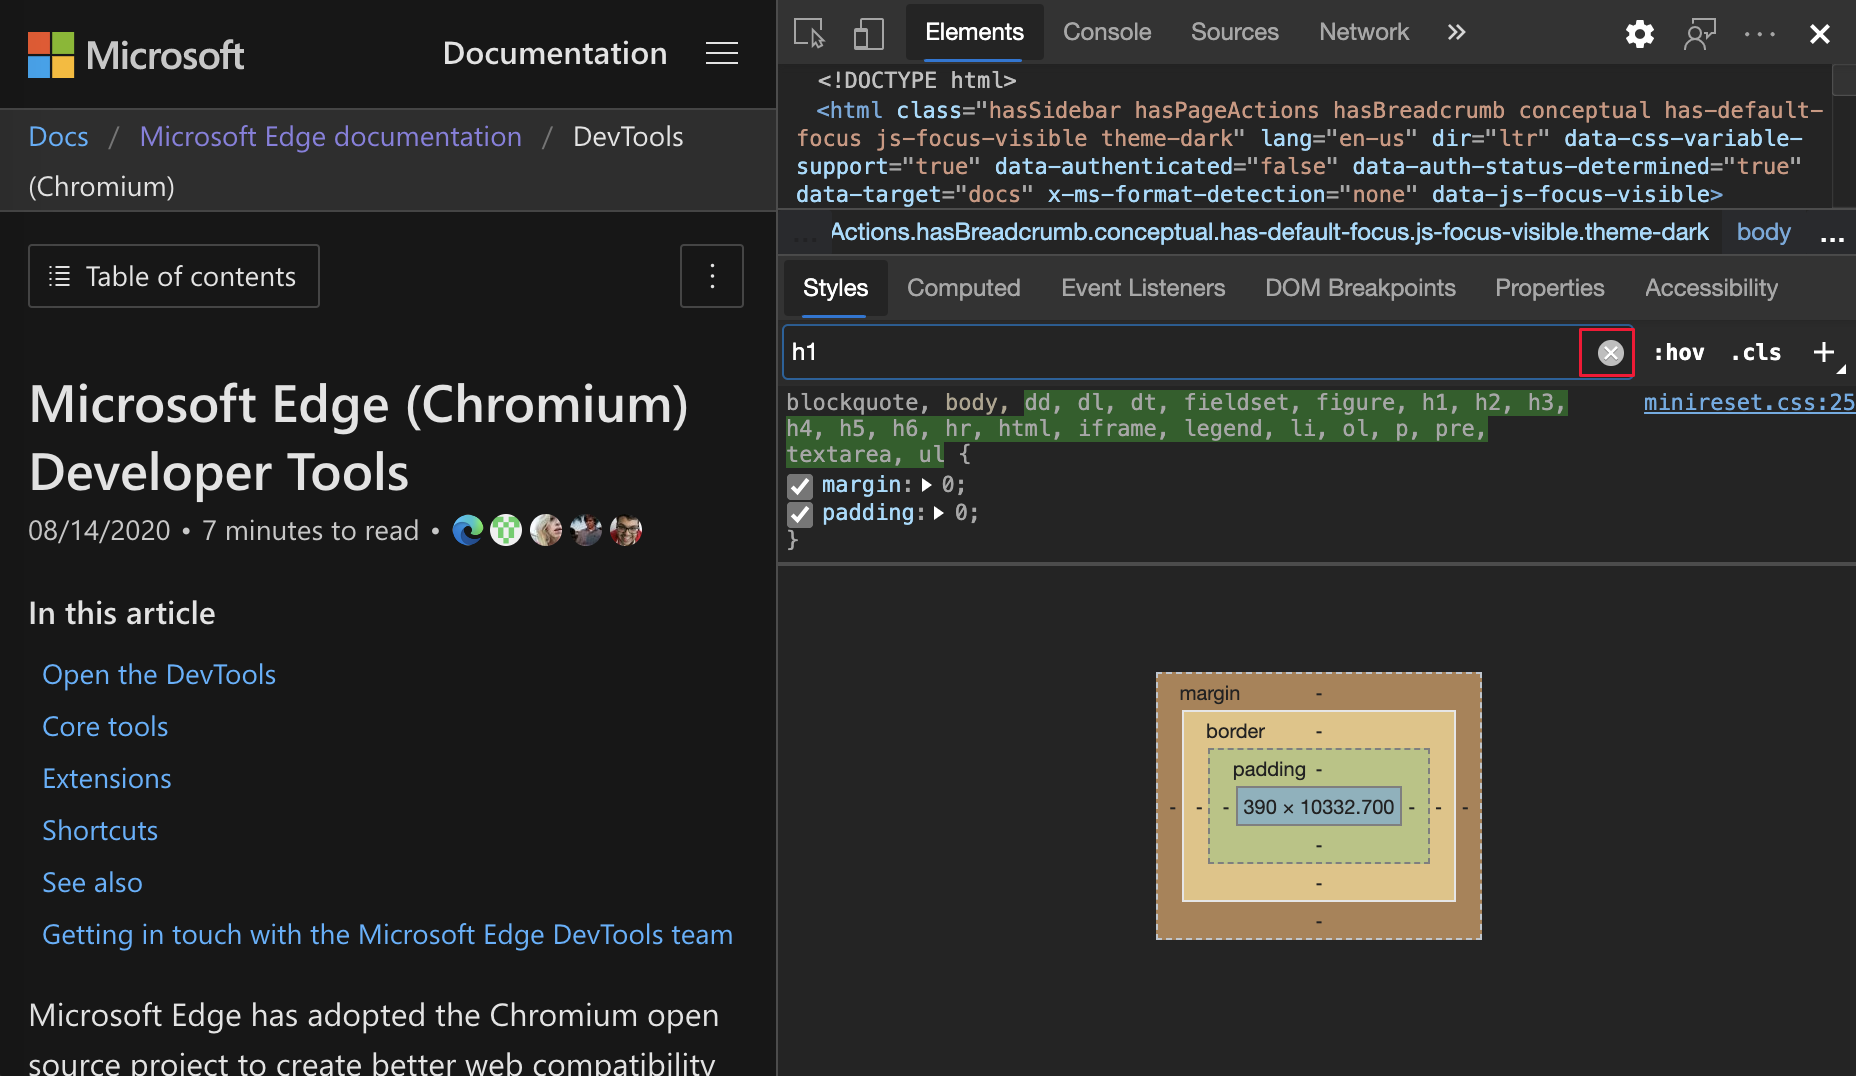 Microsoft
Documentation
Docs / Microsoft Edge documentation / DevTools
(Chromium)
Table of contents
Microsoft Edge (Chromium)
Developer Tools
08/14/2020 • 7 minutes to read •
In this article
Open the DevTools
Core tools
Extensions
Shortcuts
See also
Getting in touch with the Microsoft Edge DevTools team
Microsoft Edge has adopted the Chromium open
source project to create better web compatibility
Elements Console Sources Network
<!DOCTYPE html>
<html class="hasSidebar hasPageActions hasBreadcrumb conceptual has-default-
focus js-focus-visible theme-dark" lang="en-us" dir="ltr" data-css-variable-
support="true" data-authenticated="false" data-auth-status-determined="true"
data-target="docs" x-ms-format-detection="none" data-js-focus-visible>
... Actions.hasBreadcrumb.conceptual.has-default-focus.js-focus-visible.theme-dark body ...
Styles Computed Event Listeners DOM Breakpoints Properties Accessibility
h1 :hov .cls +
blockquote, body, dd, dl, dt, fieldset, figure, h1, h2, h3, minireset.css:25
h4, h5, h6, hr, html, iframe, legend, li, ol, p, pre,
textarea, ul {
margin: 0;
padding: 0;
}
margin -
border -
padding -
- - - 390 × 10332.700 - - -
-
-
-